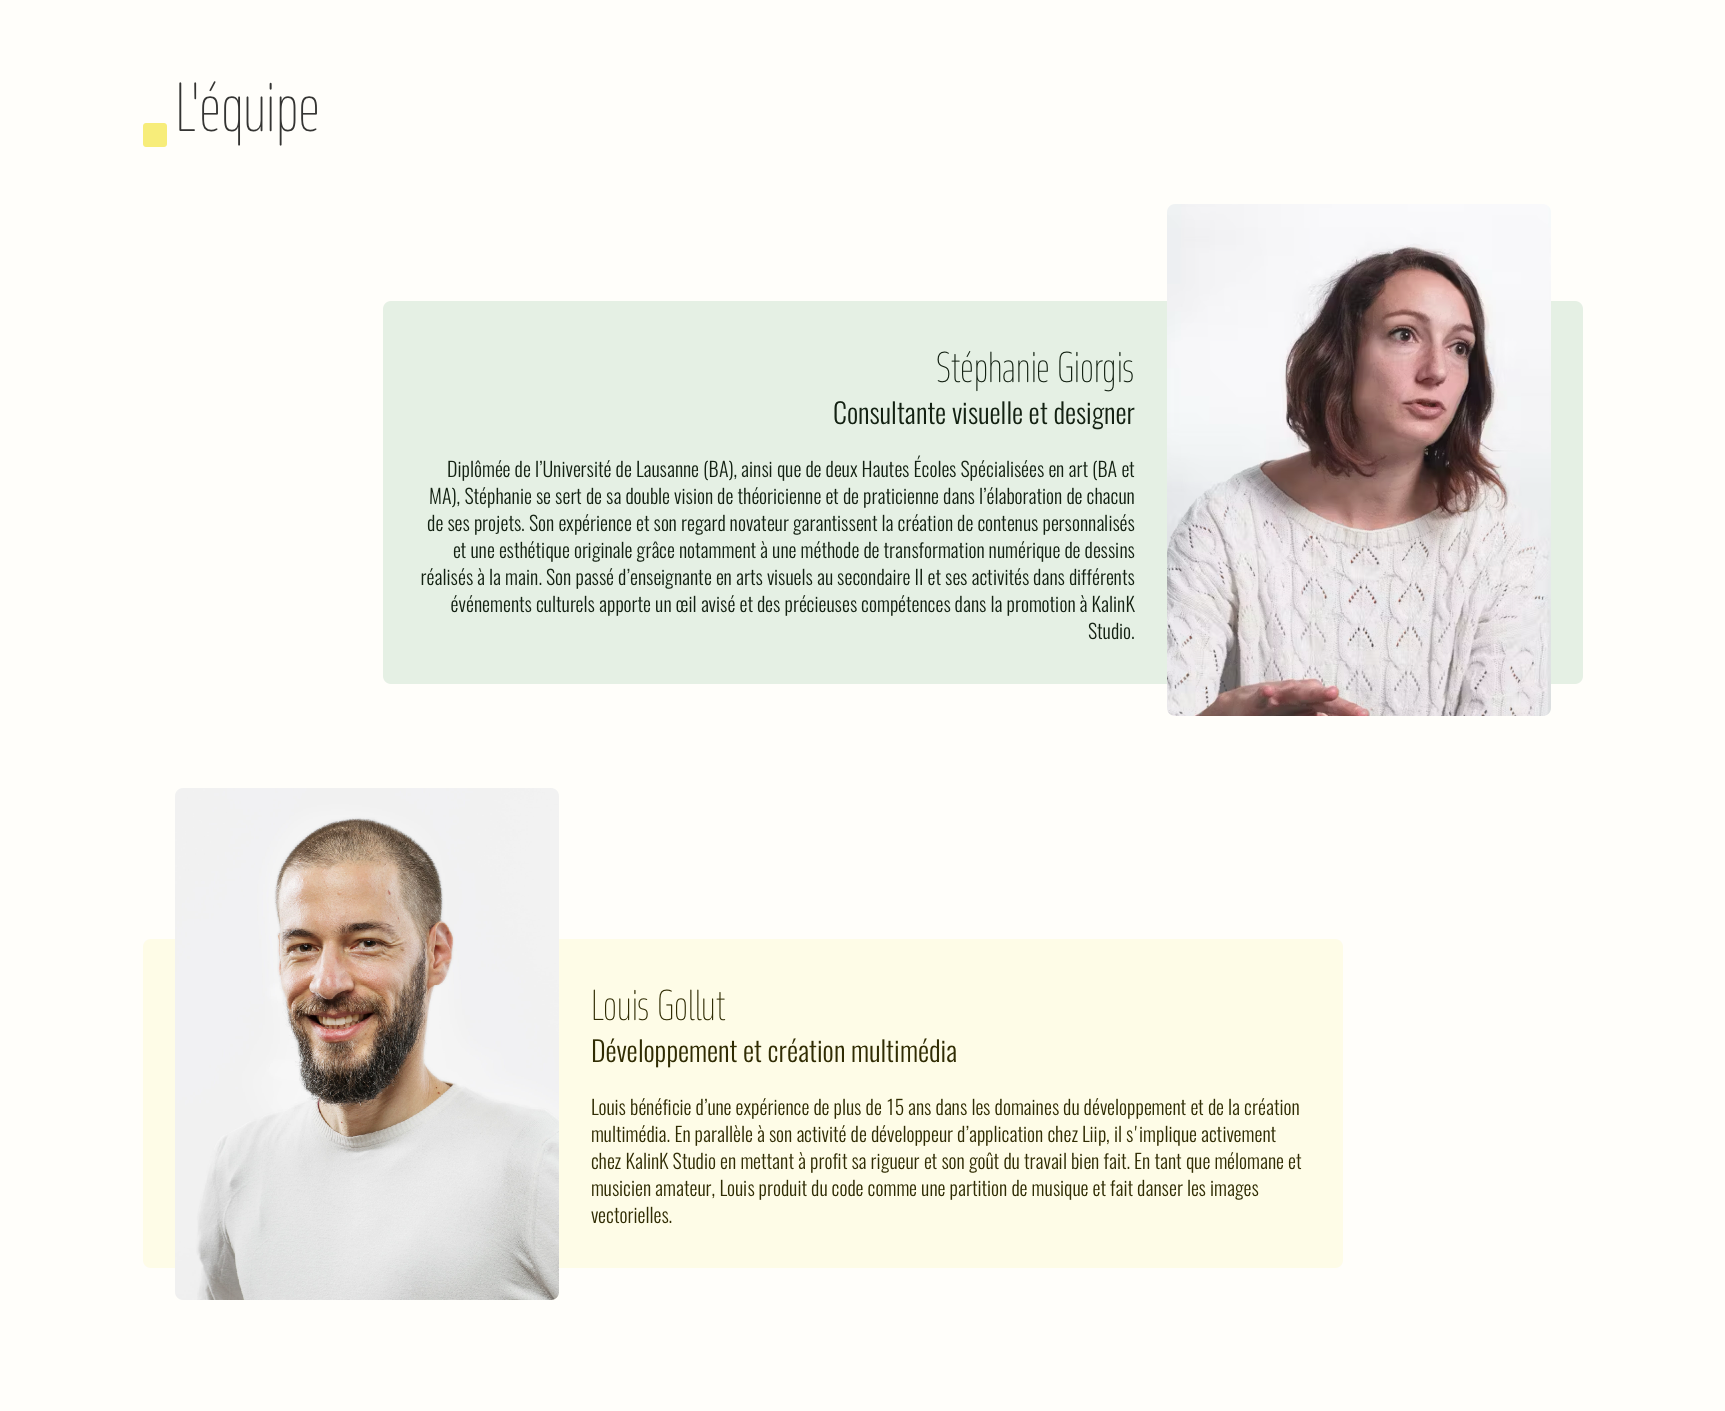 L'équipe
Stéphanie Giorgis
Consultante visuelle et designer
Diplômée de l’Université de Lausanne (BA), ainsi que de deux Hautes Écoles Spécialisées en art (BA et
MA), Stéphanie se sert de sa double vision de théoricienne et de praticienne dans l’élaboration de chacun
de ses projets. Son expérience et son regard novateur garantissent la création de contenus personnalisés
et une esthétique originale grâce notamment à une méthode de transformation numérique de dessins
réalisés à la main. Son passé d’enseignante en arts visuels au secondaire II et ses activités dans différents
événements culturels apporte un œil avisé et des précieuses compétences dans la promotion à KalinK
Studio.
Louis Gollut
Développement et création multimédia
Louis bénéficie d’une expérience de plus de 15 ans dans les domaines du développement et de la création
multimédia. En parallèle à son activité de développeur d’application chez Liip, il s'implique activement
chez KalinK Studio en mettant à profit sa rigueur et son goût du travail bien fait. En tant que mélomane et
musicien amateur, Louis produit du code comme une partition de musique et fait danser les images
vectorielles.